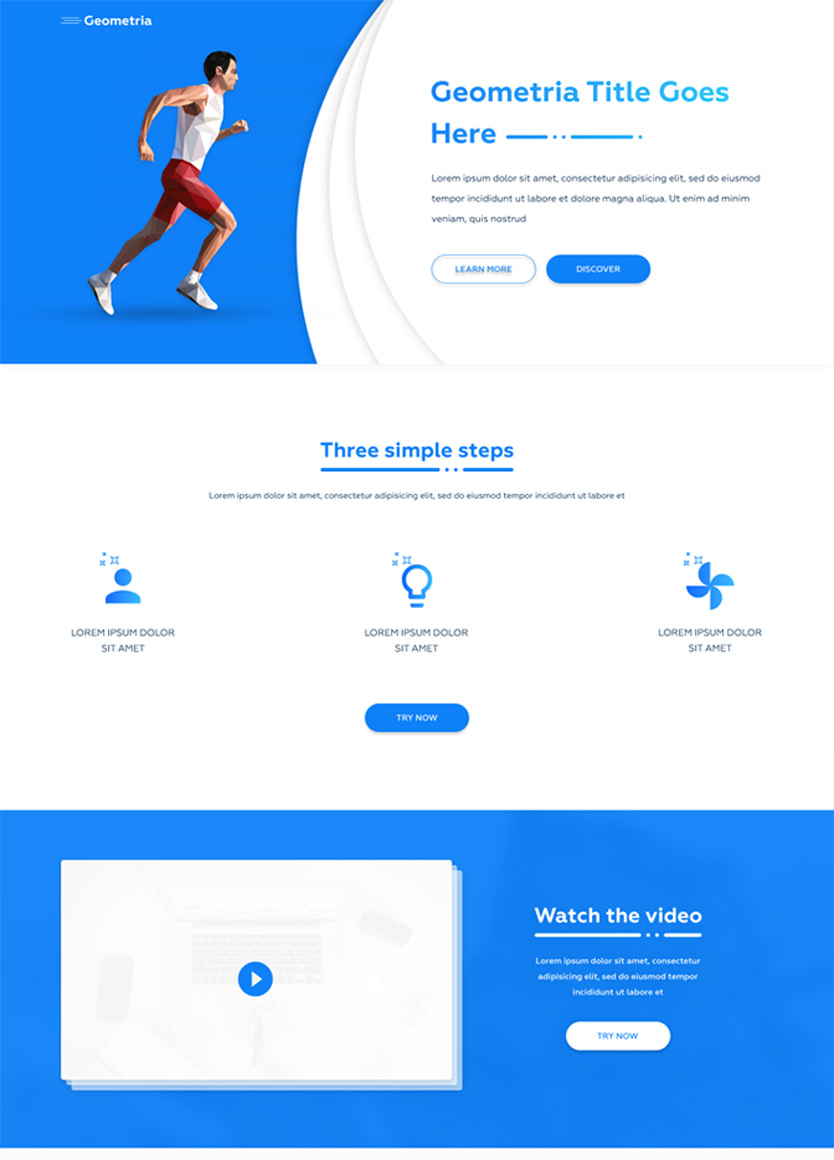 Geometria
Geometria Title Goes
Here
Lorem ipsum dolor sit amet, consectetur adipisicing elit, sed do eiusmod
tempor incididunt ut labore et dolore magna aliqua. Ut enim ad minim
veniam, quis nostrud
LEARN MORE
DISCOVER
Three simple steps
Lorem ipsum dolor sit amet, consectetur adipisicing elit, sed do eiusmod tempor incididunt ut labore et
LOREM IPSUM DOLOR
SIT AMET
LOREM IPSUM DOLOR
SIT AMET
LOREM IPSUM DOLOR
SIT AMET
TRY NOW
Watch the video
Lorem ipsum dolor sit amet, consectetur
adipisicing elit, sed do eiusmod tempor
incididunt ut labore et
TRY NOW